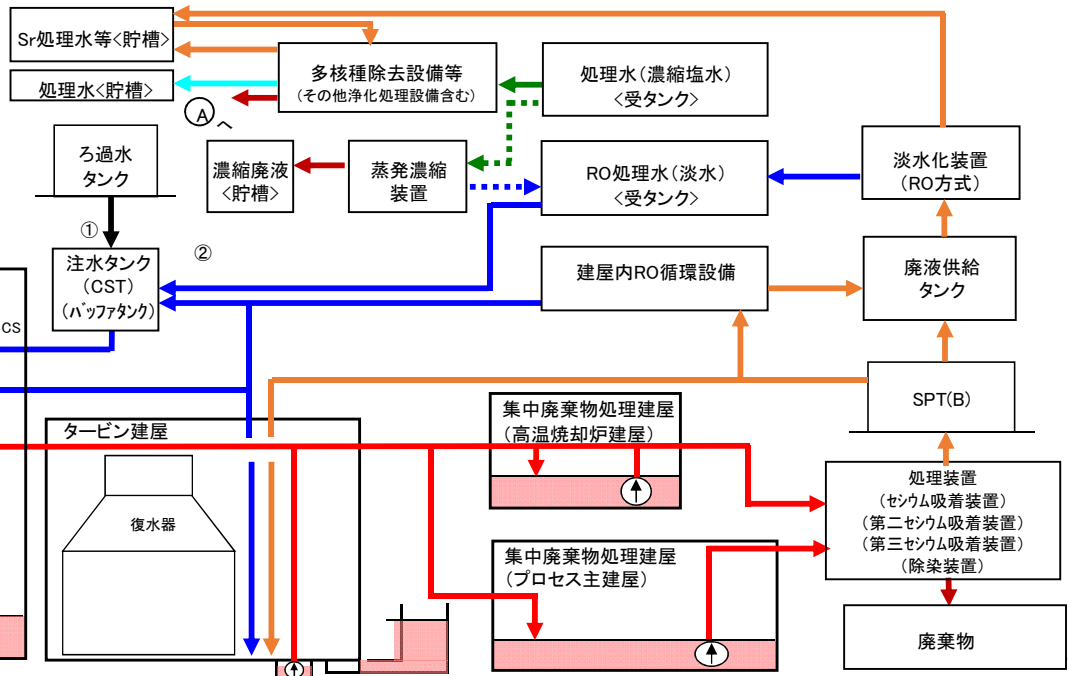 Sr処理水等<貯槽>
処理水<貯槽>
多核種除去設備等
(その他浄化処理設備含む)
処理水(濃縮塩水)
<受タンク>
A へ
ろ過水
タンク
濃縮廃液
<貯槽>
蒸発濃縮
装置
RO処理水(淡水)
<受タンク>
淡水化装置
(RO方式)
①
②
注水タンク
(CST)
(バッファタンク)
建屋内RO循環設備
廃液供給
タンク
CS
SPT(B)
タービン建屋
復水器
集中廃棄物処理建屋
(高温焼却炉建屋)
集中廃棄物処理建屋
(プロセス主建屋)
処理装置
(セシウム吸着装置)
(第二セシウム吸着装置)
(第三セシウム吸着装置)
(除染装置)
廃棄物